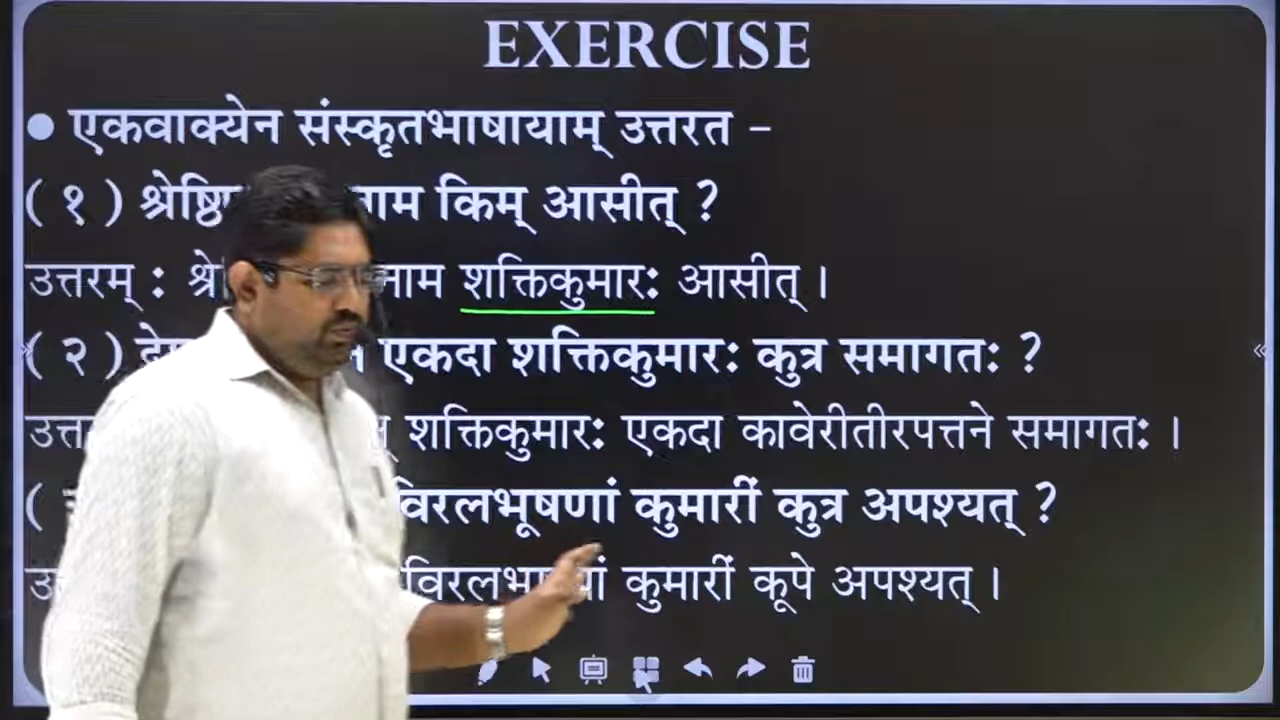 EXERCISE
● एकवाक्येन संस्कृतभाषायाम् उत्तरत –
( १ ) किम् आसीत् ?
उत्तरम् : शक्तिकुमारः आसीत् ।
( २ ) एकदा शक्तिकुमारः कुत्र समागतः ?
शक्तिकुमारः एकदा कावेरीतीरपत्तने समागतः ।
( विरलभूषणां कुमारीं कुत्र अपश्यत् ?
कुमारीं कूपे अपश्यत् ।